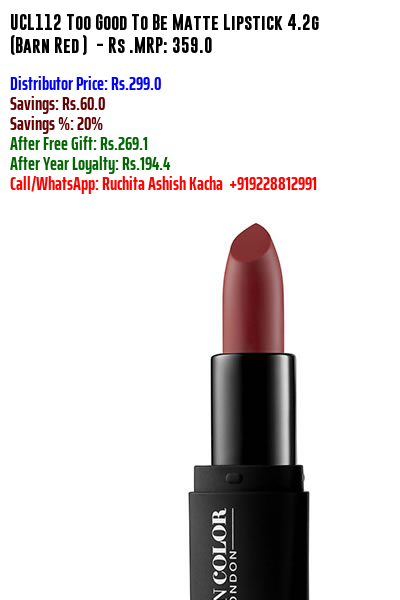 UCL112 Too Good To Be Matte Lipstick 4.2g
(Barn Red ) - Rs .MRP: 359.0
Distributor Price: Rs.299.0
Savings: Rs.60.0
Savings %: 20%
After Free Gift: Rs.269.1
After Year Loyalty: Rs.194.4
Call/WhatsApp: Ruchita Ashish Kacha +919228812991
N COLOR
ONDON